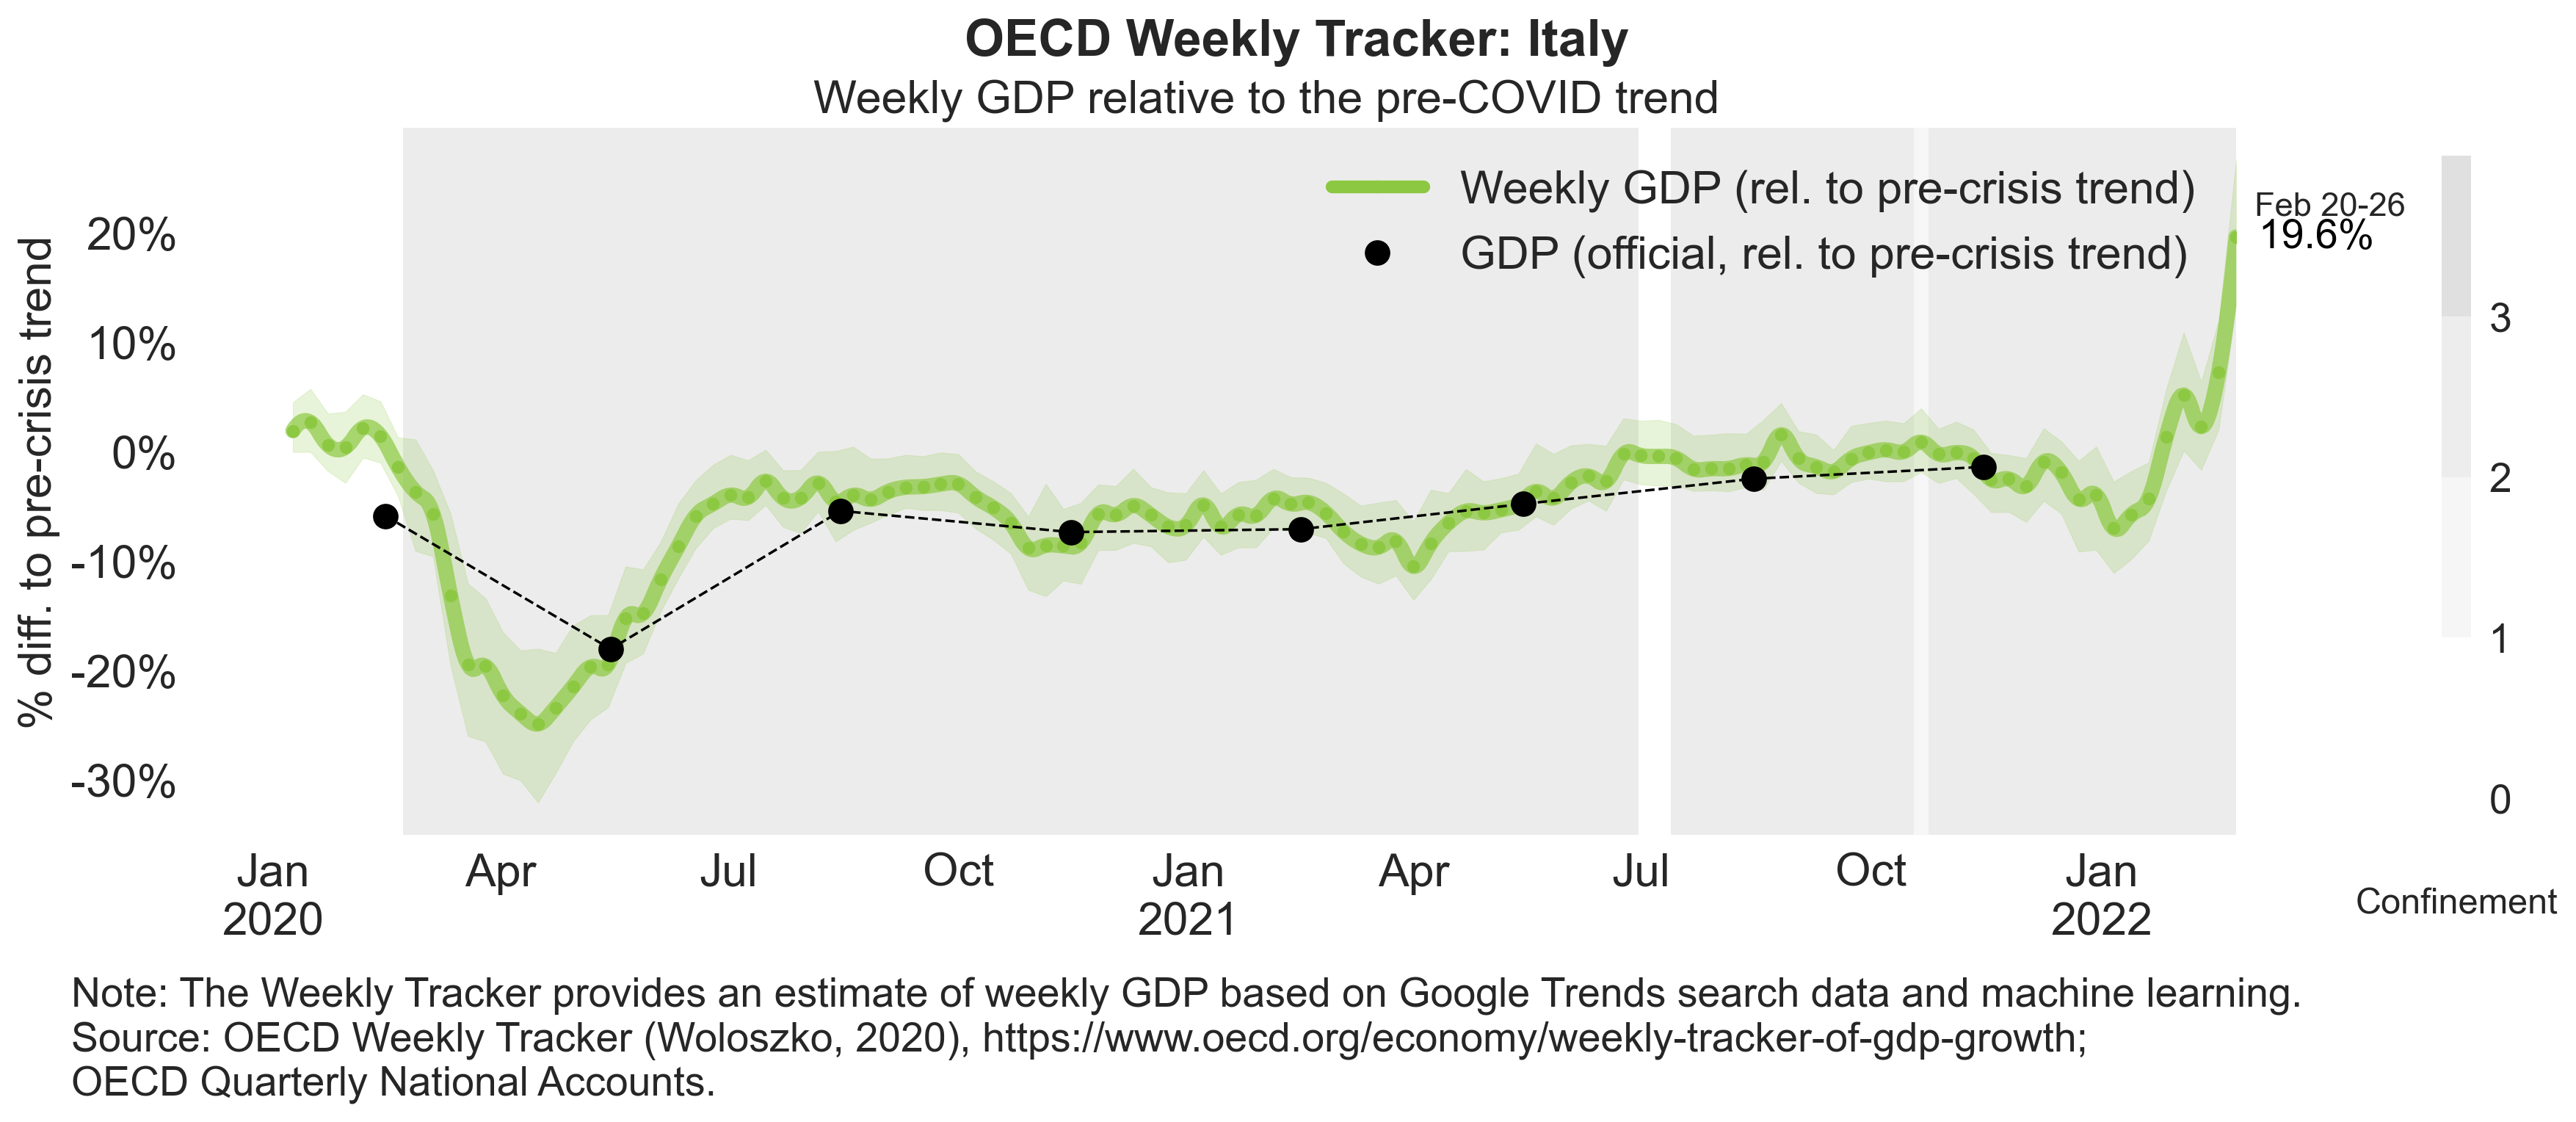 OECD Weekly Tracker: Italy
Weekly GDP relative to the pre-COVID trend
Weekly GDP (rel. to pre-crisis trend)
GDP (official, rel. to pre-crisis trend)
% diff. to pre-crisis trend
20%
10%
0%
-10%
-20%
-30%
Feb 20-26
19.6%
3
2
1
0
Confinement
Jan Apr Jul Oct Jan Apr Jul Oct Jan
2020 2021 2022
Note: The Weekly Tracker provides an estimate of weekly GDP based on Google Trends search data and machine learning.
Source: OECD Weekly Tracker (Woloszko, 2020), https://www.oecd.org/economy/weekly-tracker-of-gdp-growth;
OECD Quarterly National Accounts.